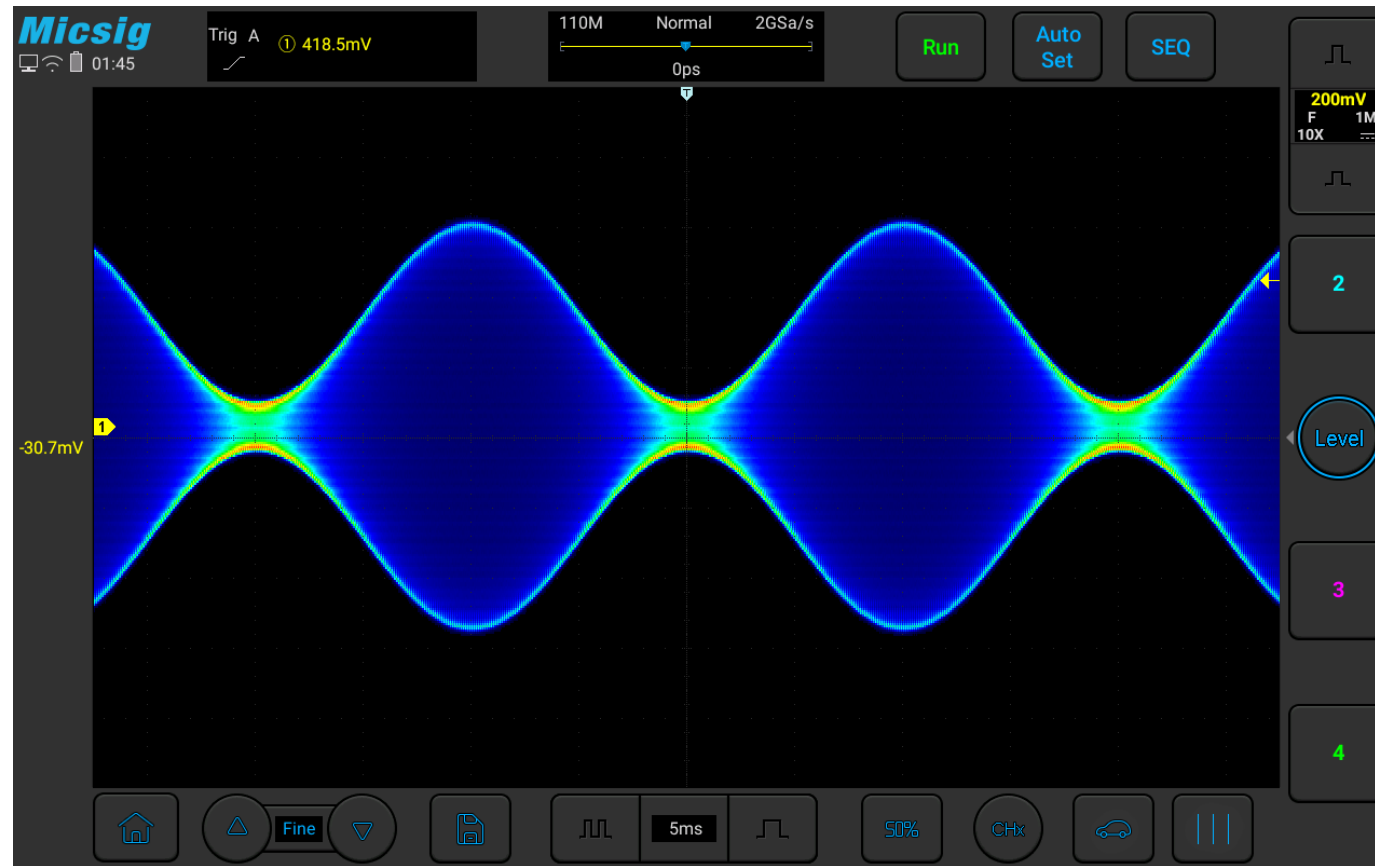 Micsig
01:45
Trig A
① 418.5mV
110M Normal 2GSa/s
0ps
T
Run
Auto
Set
SEQ
200mV
F 1M
10X
1
-30.7mV
2
Level
3
4
Fine
5ms
50%
CHx